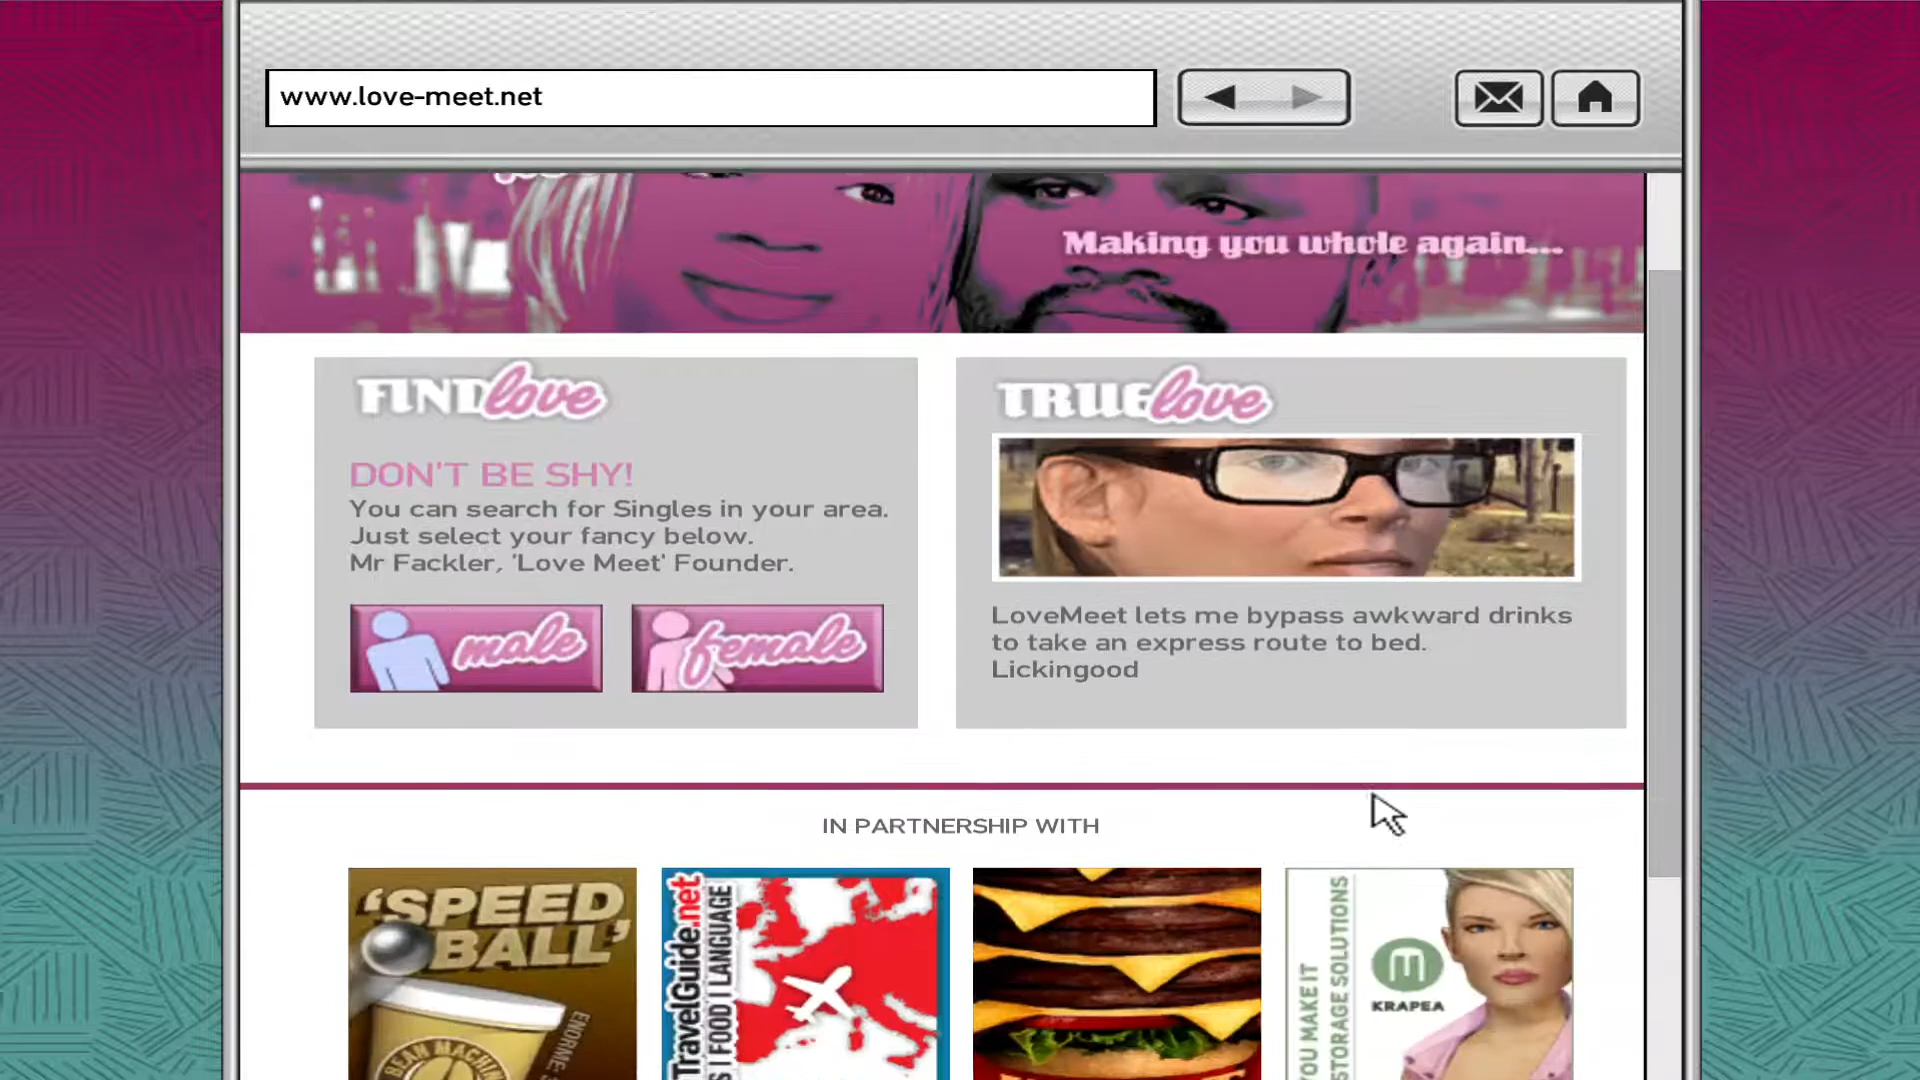 www.love-meet.net
Making you whole again...
FINDlove
DON'T BE SHY!
You can search for Singles in your area.
Just select your fancy below.
Mr Fackler, 'Love Meet' Founder.
male
female
TRUElove
LoveMeet lets me bypass awkward drinks
to take an express route to bed.
Lickingood
IN PARTNERSHIP WITH
'SPEED
BALL'
BEAN MACHINE
ENORME
TravelGuide.net
S | FOOD | LANGUAGE
YOU MAKE IT
STORAGE SOLUTIONS
KRAPEA